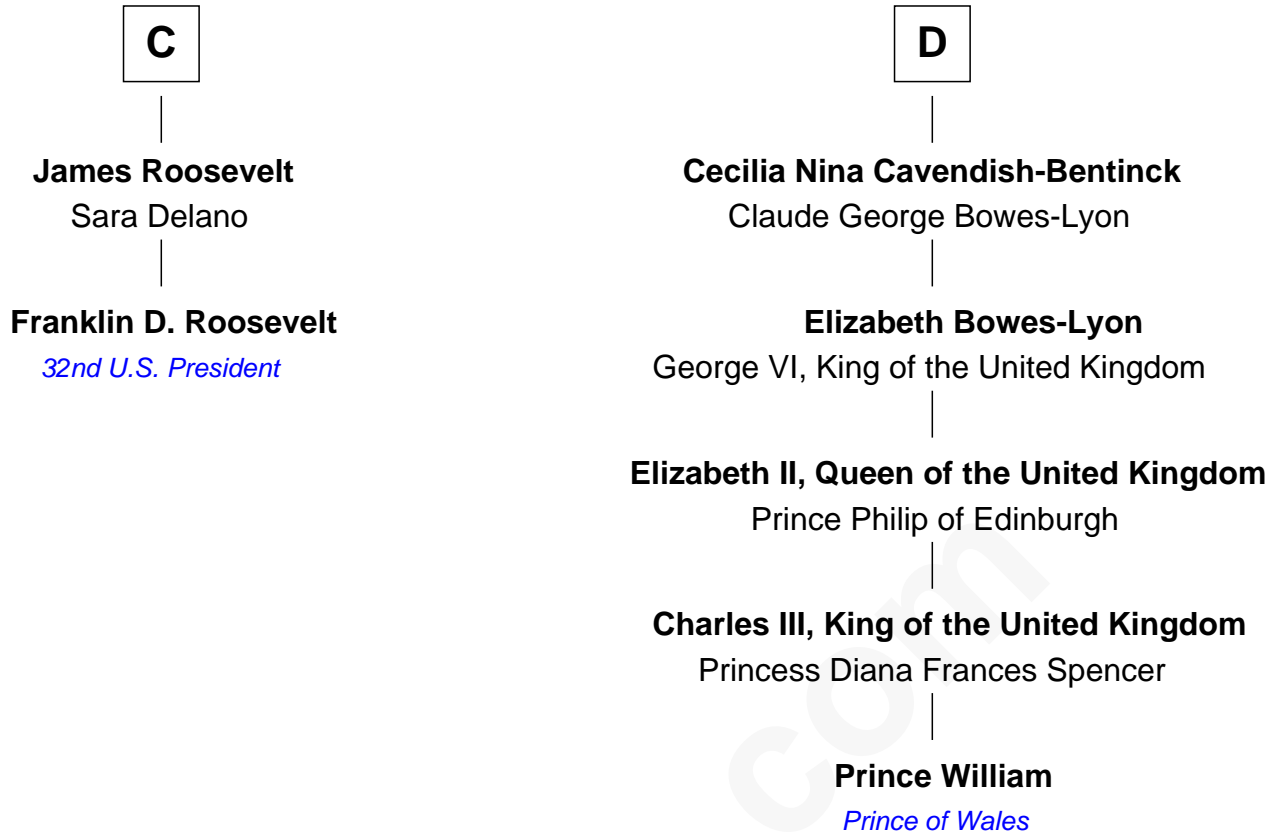 C
James Roosevelt
Sara Delano
Franklin D. Roosevelt
32nd U.S. President
D
Cecilia Nina Cavendish-Bentinck
Claude George Bowes-Lyon
Elizabeth Bowes-Lyon
George VI, King of the United Kingdom
Elizabeth II, Queen of the United Kingdom
Prince Philip of Edinburgh
Charles III, King of the United Kingdom
Princess Diana Frances Spencer
Prince William
Prince of Wales
com